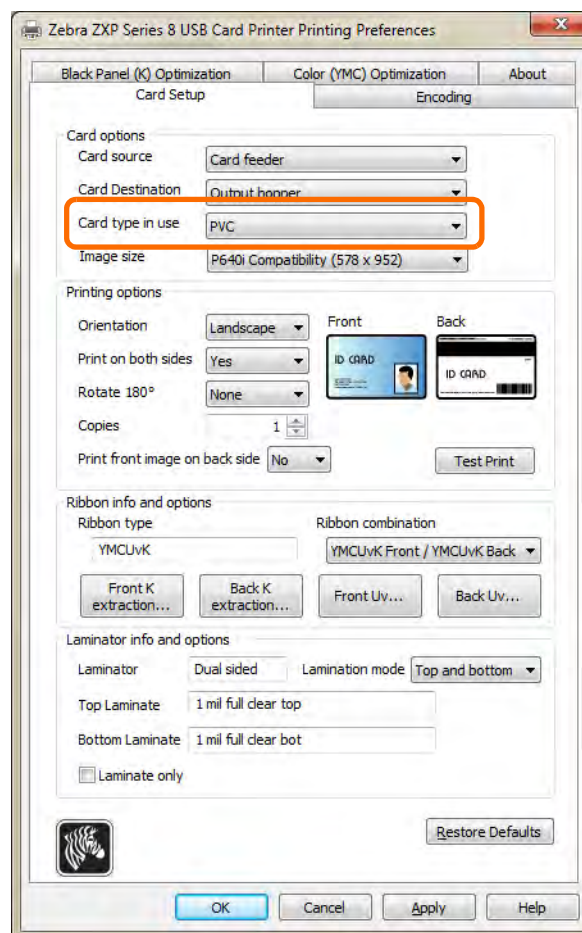 Zebra ZXP Series 8 USB Card Printer Printing Preferences
Black Panel (K) Optimization Color (YMC) Optimization About
Card Setup Encoding
Card options
Card source Card feeder
Card Destination Output hopper
Card type in use PVC
Image size P640i Compatibility (578 x 952)
Printing options
Orientation Landscape Front Back
Print on both sides Yes ID CARD ID CARD
Rotate 180° None
Copies 1
Print front image on back side No Test Print
Ribbon info and options
Ribbon type Ribbon combination
YMCUvK YMCUvK Front / YMCUvK Back
Front K extraction... Back K extraction... Front Uv... Back Uv...
Laminator info and options
Laminator Dual sided Lamination mode Top and bottom
Top Laminate 1 mil full clear top
Bottom Laminate 1 mil full clear bot
Laminate only
Restore Defaults
OK Cancel Apply Help